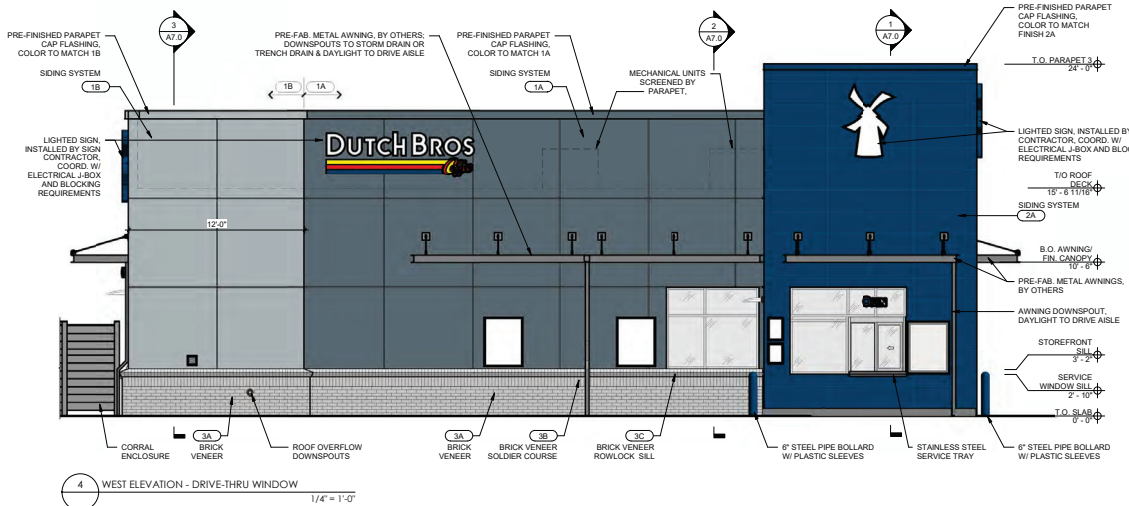 3
A7.0
2
A7.0
1
A7.0
PRE-FINISHED PARAPET
CAP FLASHING,
COLOR TO MATCH 1B
PRE-FAB. METAL AWNING, BY OTHERS;
DOWNSPOUTS TO STORM DRAIN OR
TRENCH DRAIN & DAYLIGHT TO DRIVE AISLE
PRE-FINISHED PARAPET
CAP FLASHING,
COLOR TO MATCH 1A
PRE-FINISHED PARAPET
CAP FLASHING,
COLOR TO MATCH
FINISH 2A
T.O. PARAPET 3
24' - 0"
SIDING SYSTEM
1B
1B
1A
SIDING SYSTEM
1A
MECHANICAL UNITS
SCREENED BY
PARAPET,
LIGHTED SIGN,
INSTALLED BY SIGN
CONTRACTOR,
COORD. W/
ELECTRICAL J-BOX
AND BLOCKING
REQUIREMENTS
DUTCH BROS
LIGHTED SIGN, INSTALLED BY
CONTRACTOR, COORD. W/
ELECTRICAL J-BOX AND BLO
REQUIREMENTS
T/O ROOF
DECK
15' - 6 11/16"
SIDING SYSTEM
2A
12'-0"
B.O. AWNING/
FIN. CANOPY
10' - 6"
PRE-FAB. METAL AWNINGS,
BY OTHERS
AWNING DOWNSPOUT,
DAYLIGHT TO DRIVE AISLE
STOREFRONT
SILL
3' - 2"
SERVICE
WINDOW SILL
2' - 10"
T.O. SLAB
0' - 0"
CORRAL
ENCLOSURE
3A
BRICK
VENEER
ROOF OVERFLOW
DOWNSPOUTS
3A
BRICK
VENEER
3B
BRICK VENEER
SOLDIER COURSE
3C
BRICK VENEER
ROWLOCK SILL
6" STEEL PIPE BOLLARD
W/ PLASTIC SLEEVES
STAINLESS STEEL
SERVICE TRAY
6" STEEL PIPE BOLLARD
W/ PLASTIC SLEEVES
4
WEST ELEVATION - DRIVE-THRU WINDOW
1/4" = 1'-0"